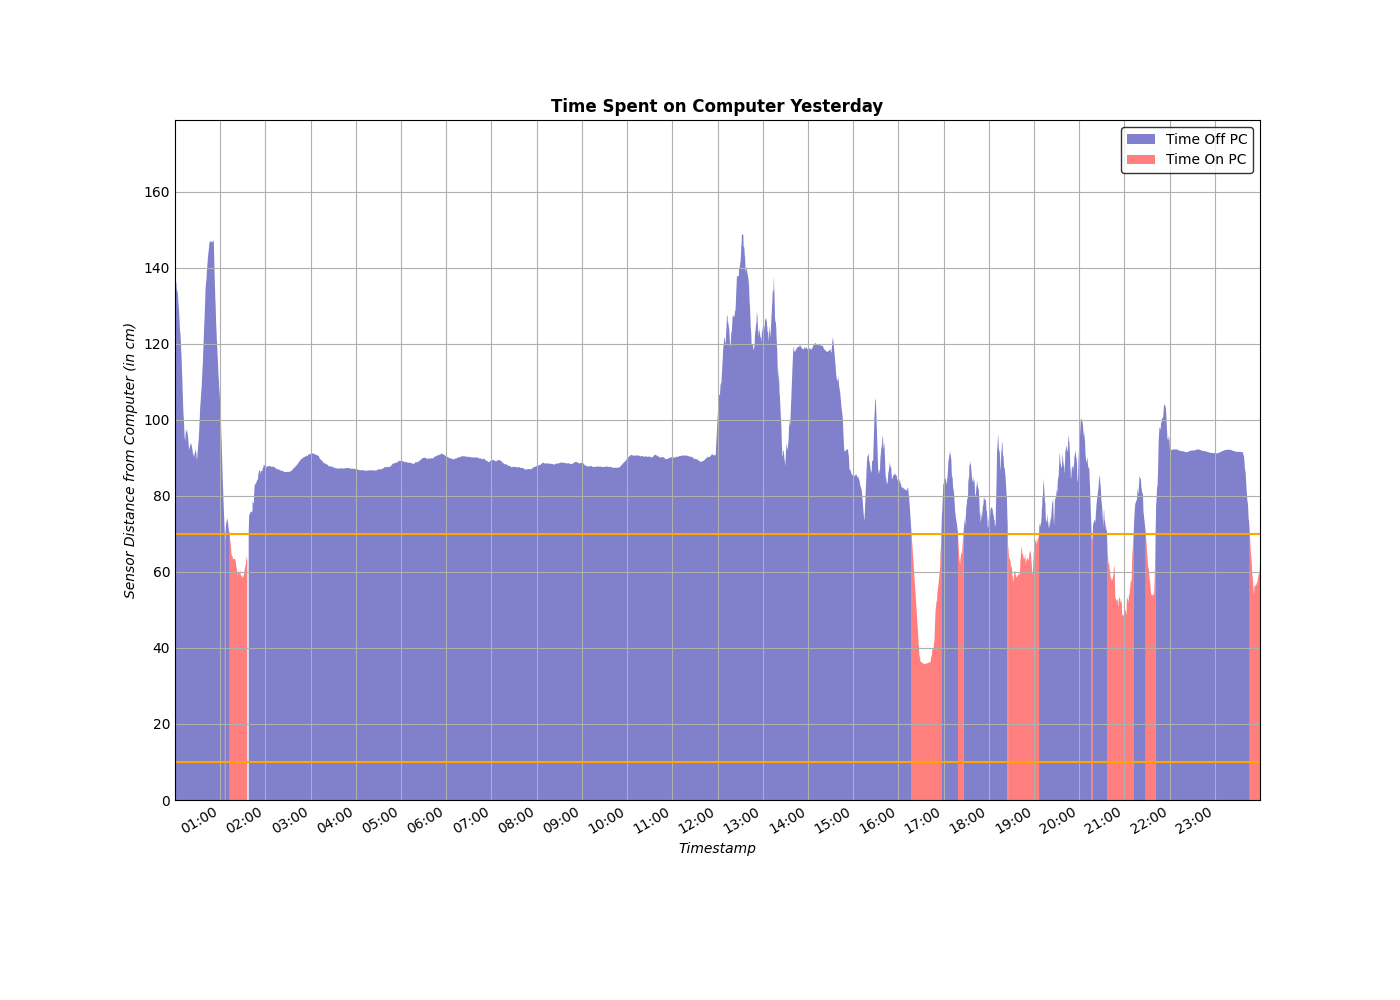 Time Spent on Computer Yesterday
Time Off PC
Time On PC
160
140
120
100
80
60
40
20
0
Sensor Distance from Computer (in cm)
01:00 02:00 03:00 04:00 05:00 06:00 07:00 08:00 09:00 10:00 11:00 12:00 13:00 14:00 15:00 16:00 17:00 18:00 19:00 20:00 21:00 22:00 23:00
Timestamp